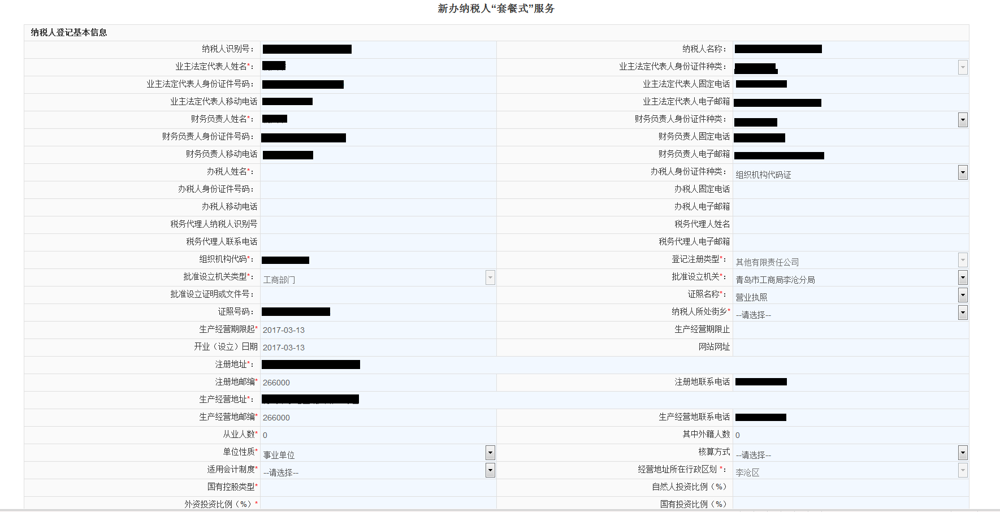 新办纳税人“套餐式”服务
纳税人登记基本信息
纳税人识别号： 纳税人名称：
业主法定代表人姓名*： 业主法定代表人身份证件种类：
业主法定代表人身份证件号码： 业主法定代表人固定电话
业主法定代表人移动电话 业主法定代表人电子邮箱
财务负责人姓名*： 财务负责人身份证件种类：
财务负责人身份证件号码： 财务负责人固定电话
财务负责人移动电话 财务负责人电子邮箱
办税人姓名*： 办税人身份证件种类： 组织机构代码证
办税人身份证件号码： 办税人固定电话
办税人移动电话 办税人电子邮箱
税务代理人纳税人识别号 税务代理人姓名
税务代理人联系电话 税务代理人电子邮箱
组织机构代码*： 登记注册类型*： 其他有限责任公司
批准设立机关类型*： 工商部门 批准设立机关*： 青岛市工商局李沧分局
批准设立证明或文件号： 证照名称*： 营业执照
证照号码： 纳税人所处街乡* --请选择--
生产经营期限起* 2017-03-13 生产经营期限止
开业（设立）日期 2017-03-13 网站网址
注册地址*：
注册地邮编* 266000 注册地联系电话
生产经营地址*：
生产经营地邮编* 266000 生产经营地联系电话
从业人数* 0 其中外籍人数 0
单位性质* 事业单位 核算方式 --请选择--
适用会计制度* --请选择-- 经营地址所在行政区划 *： 李沧区
国有控股类型* 自然人投资比例（%）
外资投资比例（%）* 国有投资比例（%）